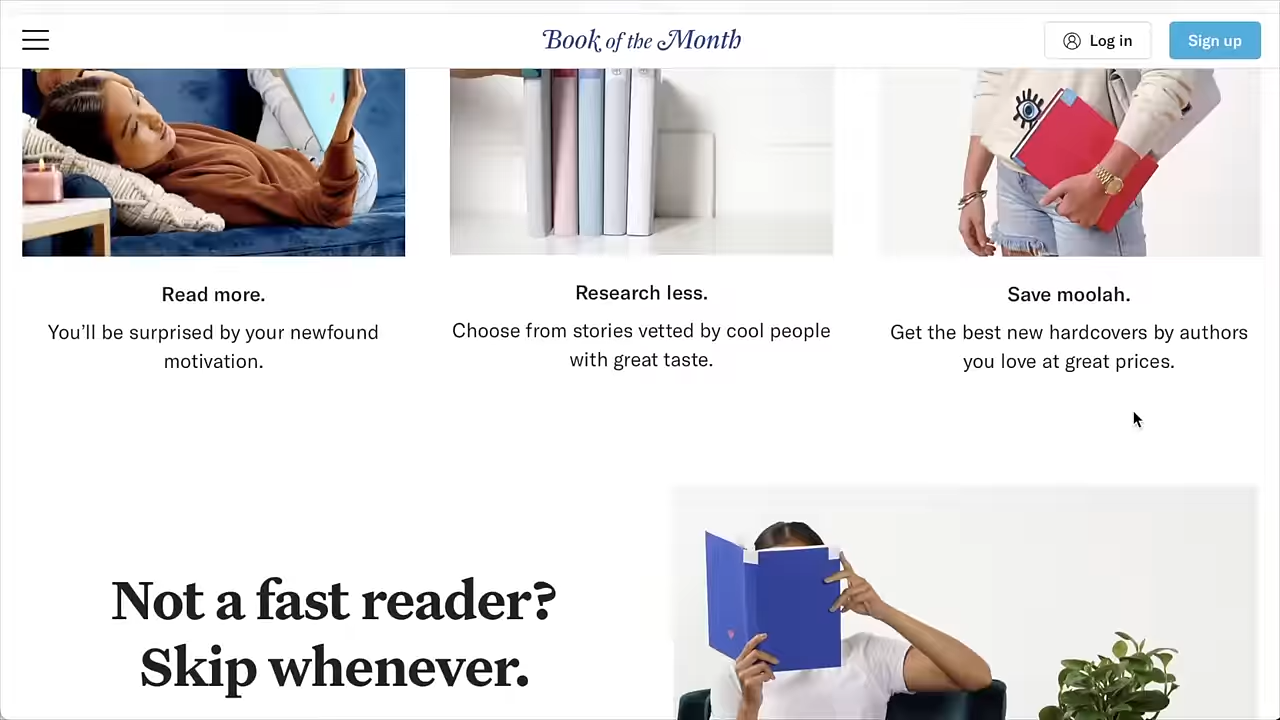 Book of the Month
Log in
Sign up
Read more.
You’ll be surprised by your newfound
motivation.
Research less.
Choose from stories vetted by cool people
with great taste.
Save moolah.
Get the best new hardcovers by authors
you love at great prices.
Not a fast reader?
Skip whenever.